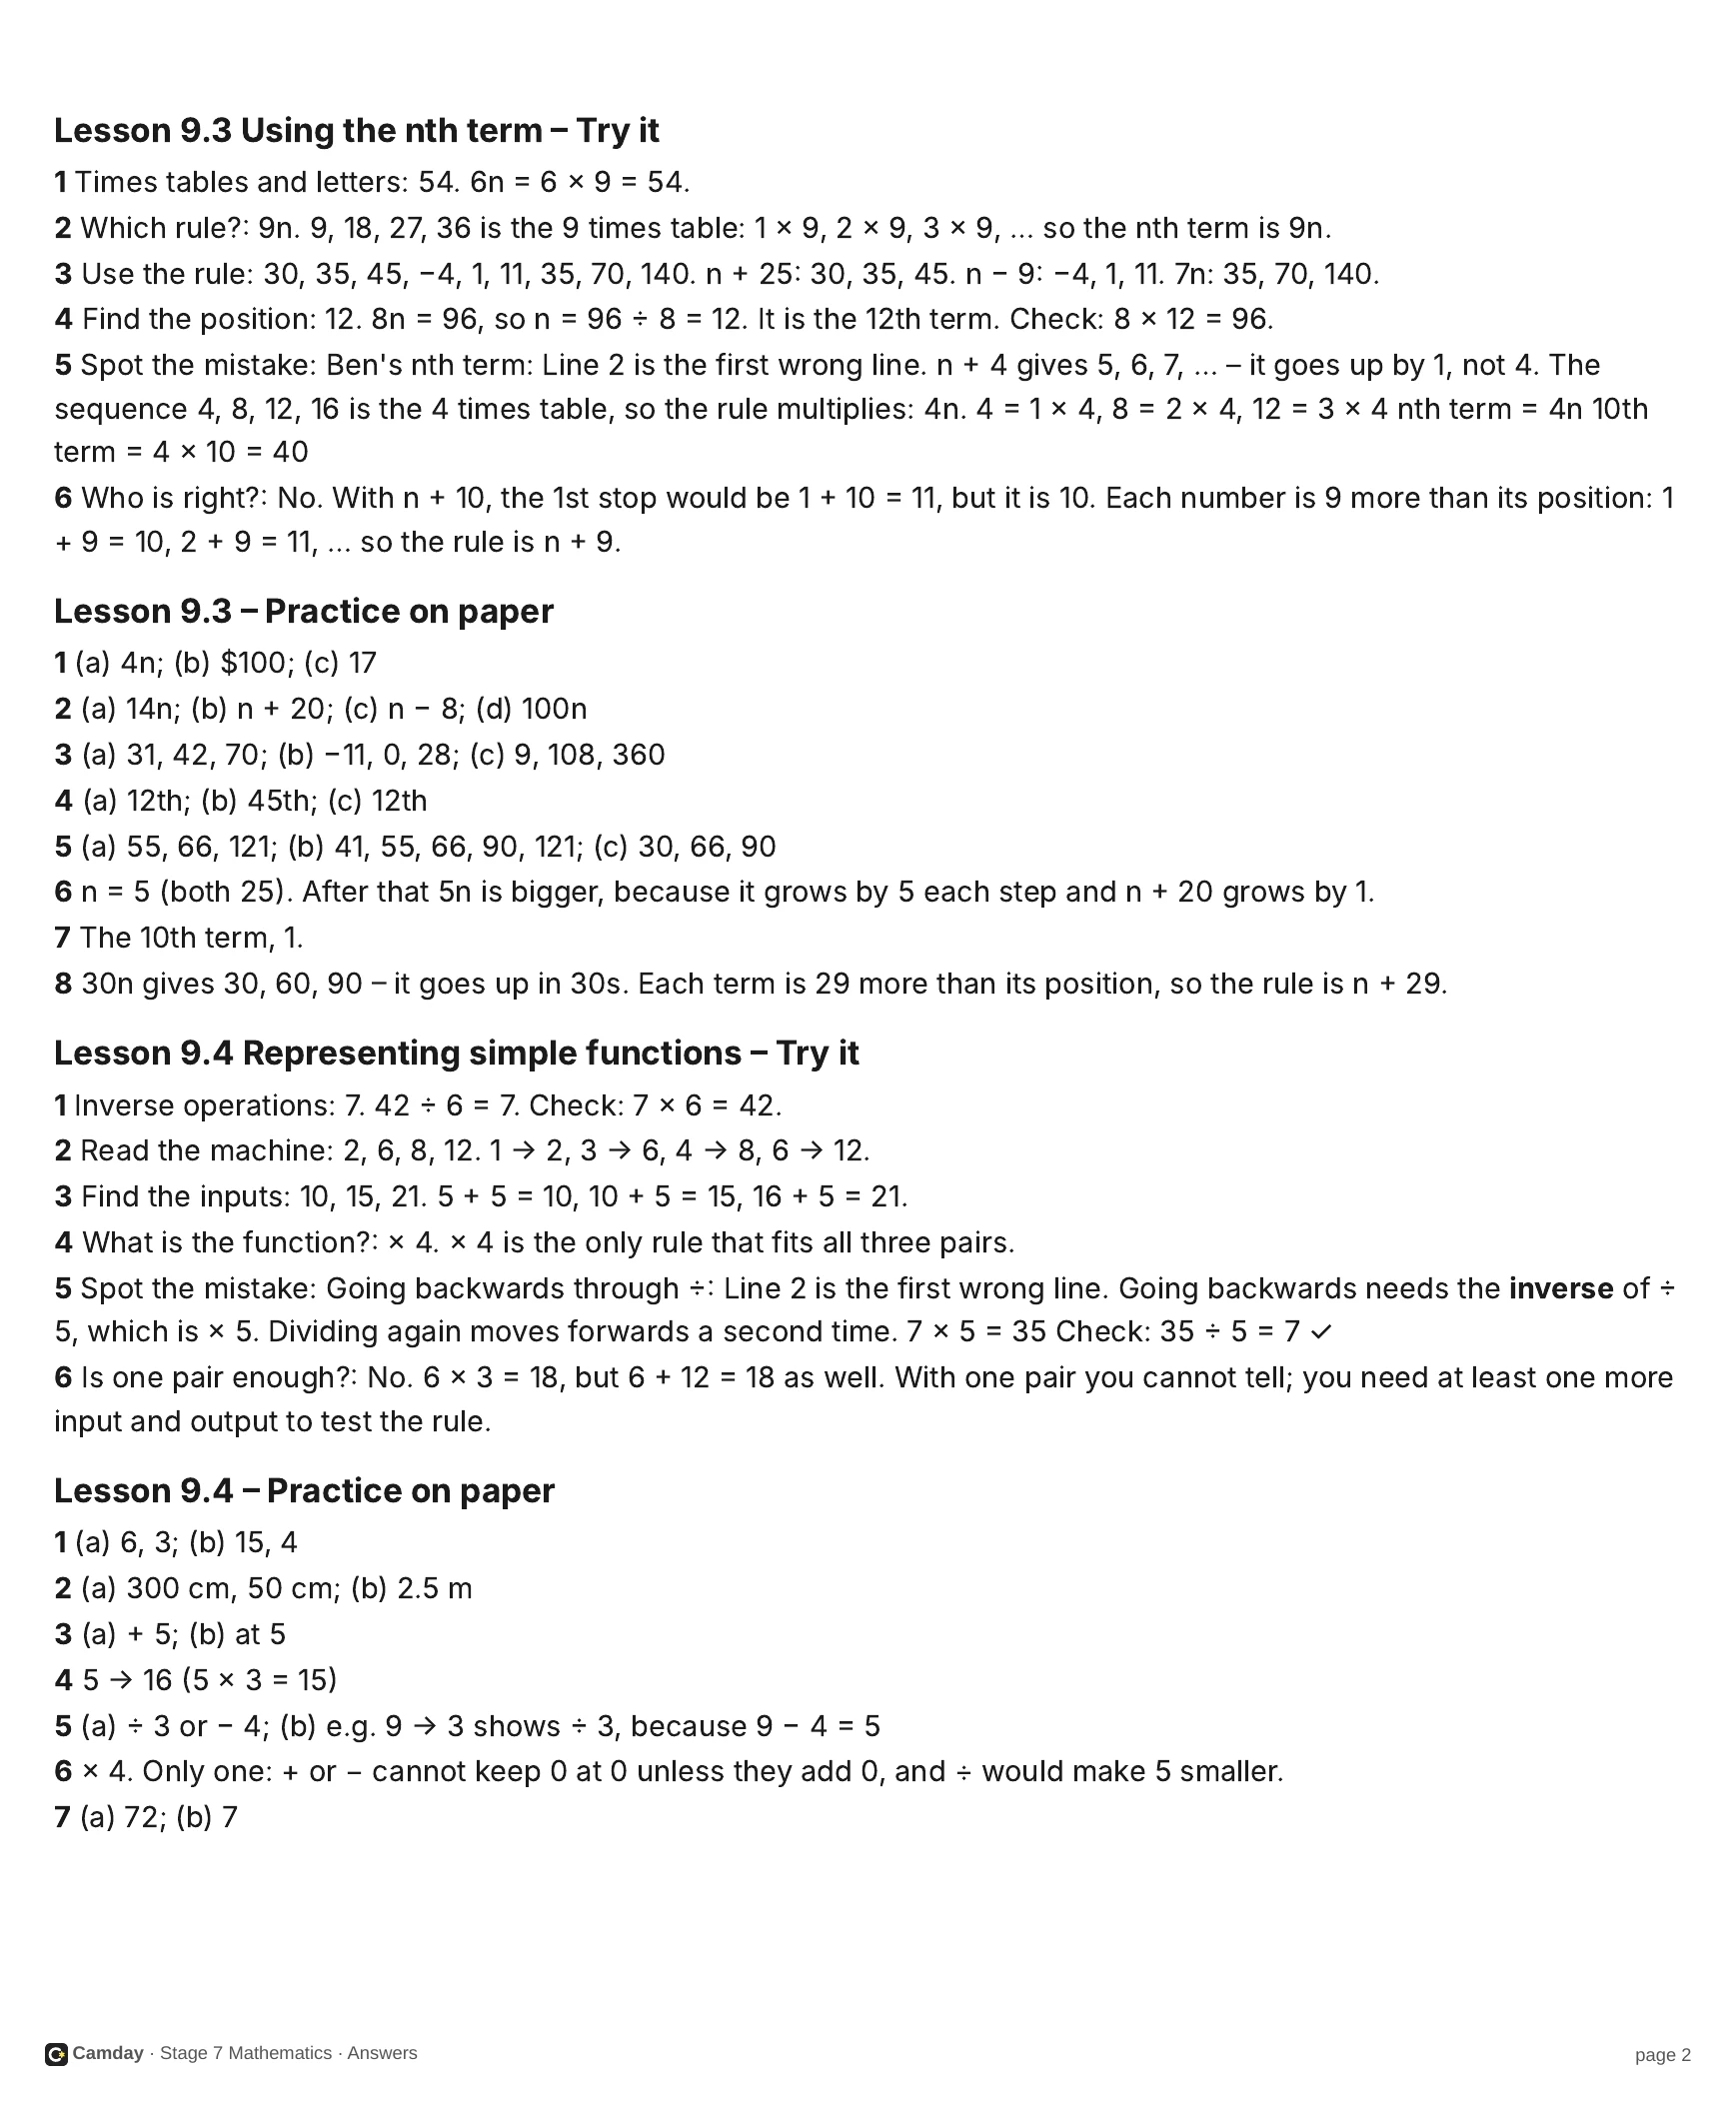 Lesson 9.3 Using the nth term – Try it
1 Times tables and letters: 54. 6n = 6 × 9 = 54.
2 Which rule?: 9n. 9, 18, 27, 36 is the 9 times table: 1 × 9, 2 × 9, 3 × 9, … so the nth term is 9n.
3 Use the rule: 30, 35, 45, −4, 1, 11, 35, 70, 140. n + 25: 30, 35, 45. n − 9: −4, 1, 11. 7n: 35, 70, 140.
4 Find the position: 12. 8n = 96, so n = 96 ÷ 8 = 12. It is the 12th term. Check: 8 × 12 = 96.
5 Spot the mistake: Ben's nth term: Line 2 is the first wrong line. n + 4 gives 5, 6, 7, … – it goes up by 1, not 4. The
sequence 4, 8, 12, 16 is the 4 times table, so the rule multiplies: 4n. 4 = 1 × 4, 8 = 2 × 4, 12 = 3 × 4 nth term = 4n 10th
term = 4 × 10 = 40
6 Who is right?: No. With n + 10, the 1st stop would be 1 + 10 = 11, but it is 10. Each number is 9 more than its position: 1
+ 9 = 10, 2 + 9 = 11, … so the rule is n + 9.
Lesson 9.3 – Practice on paper
1 (a) 4n; (b) $100; (c) 17
2 (a) 14n; (b) n + 20; (c) n − 8; (d) 100n
3 (a) 31, 42, 70; (b) −11, 0, 28; (c) 9, 108, 360
4 (a) 12th; (b) 45th; (c) 12th
5 (a) 55, 66, 121; (b) 41, 55, 66, 90, 121; (c) 30, 66, 90
6 n = 5 (both 25). After that 5n is bigger, because it grows by 5 each step and n + 20 grows by 1.
7 The 10th term, 1.
8 30n gives 30, 60, 90 – it goes up in 30s. Each term is 29 more than its position, so the rule is n + 29.
Lesson 9.4 Representing simple functions – Try it
1 Inverse operations: 7. 42 ÷ 6 = 7. Check: 7 × 6 = 42.
2 Read the machine: 2, 6, 8, 12. 1 → 2, 3 → 6, 4 → 8, 6 → 12.
3 Find the inputs: 10, 15, 21. 5 + 5 = 10, 10 + 5 = 15, 16 + 5 = 21.
4 What is the function?: × 4. × 4 is the only rule that fits all three pairs.
5 Spot the mistake: Going backwards through ÷: Line 2 is the first wrong line. Going backwards needs the inverse of ÷
5, which is × 5. Dividing again moves forwards a second time. 7 × 5 = 35 Check: 35 ÷ 5 = 7 ✓
6 Is one pair enough?: No. 6 × 3 = 18, but 6 + 12 = 18 as well. With one pair you cannot tell; you need at least one more
input and output to test the rule.
Lesson 9.4 – Practice on paper
1 (a) 6, 3; (b) 15, 4
2 (a) 300 cm, 50 cm; (b) 2.5 m
3 (a) + 5; (b) at 5
4 5 → 16 (5 × 3 = 15)
5 (a) ÷ 3 or − 4; (b) e.g. 9 → 3 shows ÷ 3, because 9 − 4 = 5
6 × 4. Only one: + or − cannot keep 0 at 0 unless they add 0, and ÷ would make 5 smaller.
7 (a) 72; (b) 7
Camday · Stage 7 Mathematics · Answers
page 2